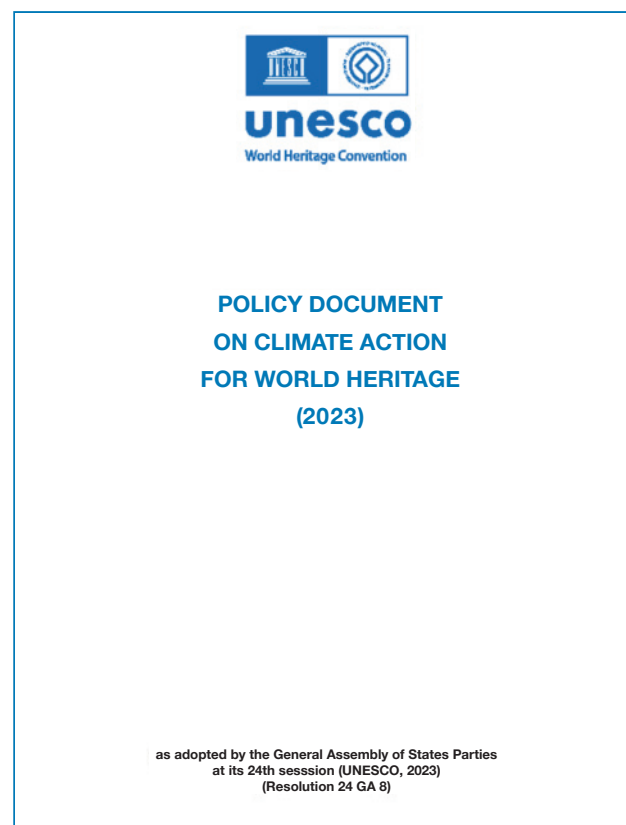 unesco
World Heritage Convention
POLICY DOCUMENT
ON CLIMATE ACTION
FOR WORLD HERITAGE
(2023)
as adopted by the General Assembly of States Parties
at its 24th sesssion (UNESCO, 2023)
(Resolution 24 GA 8)